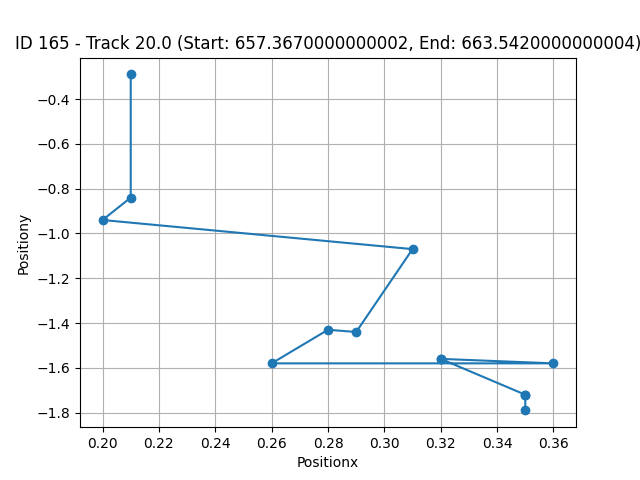 ID 165 - Track 20.0 (Start: 657.3670000000002, End: 663.5420000000004)
−0.4
−0.6
−0.8
−1.0
−1.2
−1.4
−1.6
−1.8
Positiony
0.20 0.22 0.24 0.26 0.28 0.30 0.32 0.34 0.36
Positionx